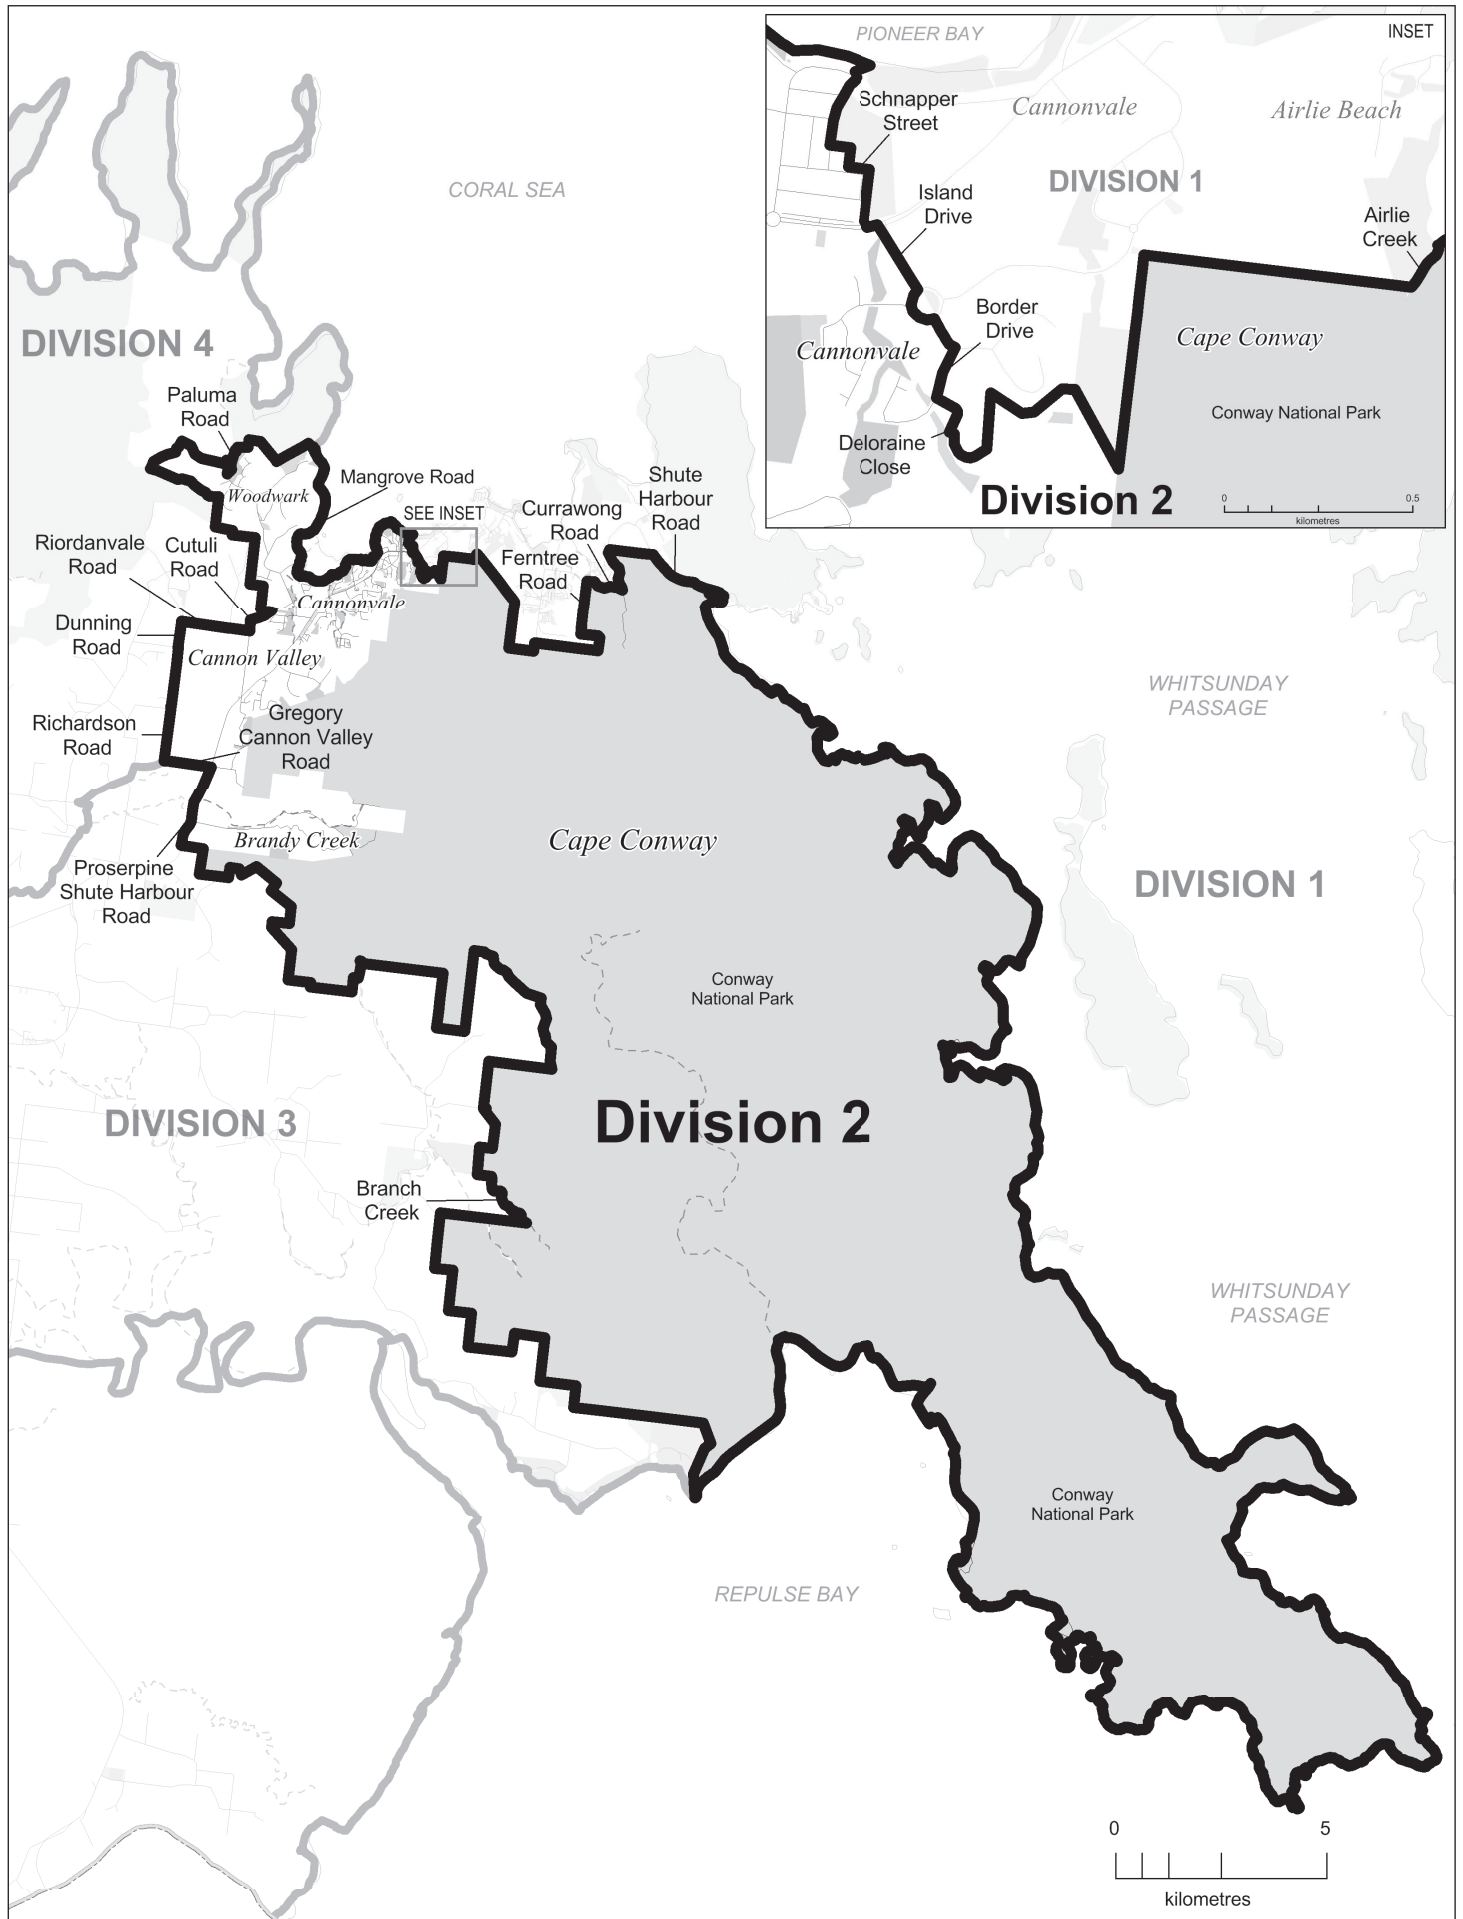 INSET
PIONEER BAY
Schnapper
Street
Cannonvale
Airlie Beach
DIVISION 1
Island
Drive
Airlie
Creek
Border
Drive
Cannonvale
Cape Conway
Conway National Park
Deloraine
Close
Division 2
0 0.5
kilometres
CORAL SEA
DIVISION 4
Paluma
Road
Woodwark
Mangrove Road
SEE INSET
Shute
Harbour
Road
Currawong
Road
Ferntree
Road
Riordanvale
Road
Cutuli
Road
Cannonvale
Dunning
Road
Cannon Valley
Richardson
Road
Gregory
Cannon Valley
Road
WHITSUNDAY
PASSAGE
Brandy Creek
Cape Conway
Proserpine
Shute Harbour
Road
DIVISION 1
Conway
National Park
DIVISION 3
Division 2
Branch
Creek
WHITSUNDAY
PASSAGE
Conway
National Park
REPULSE BAY
0 5
kilometres